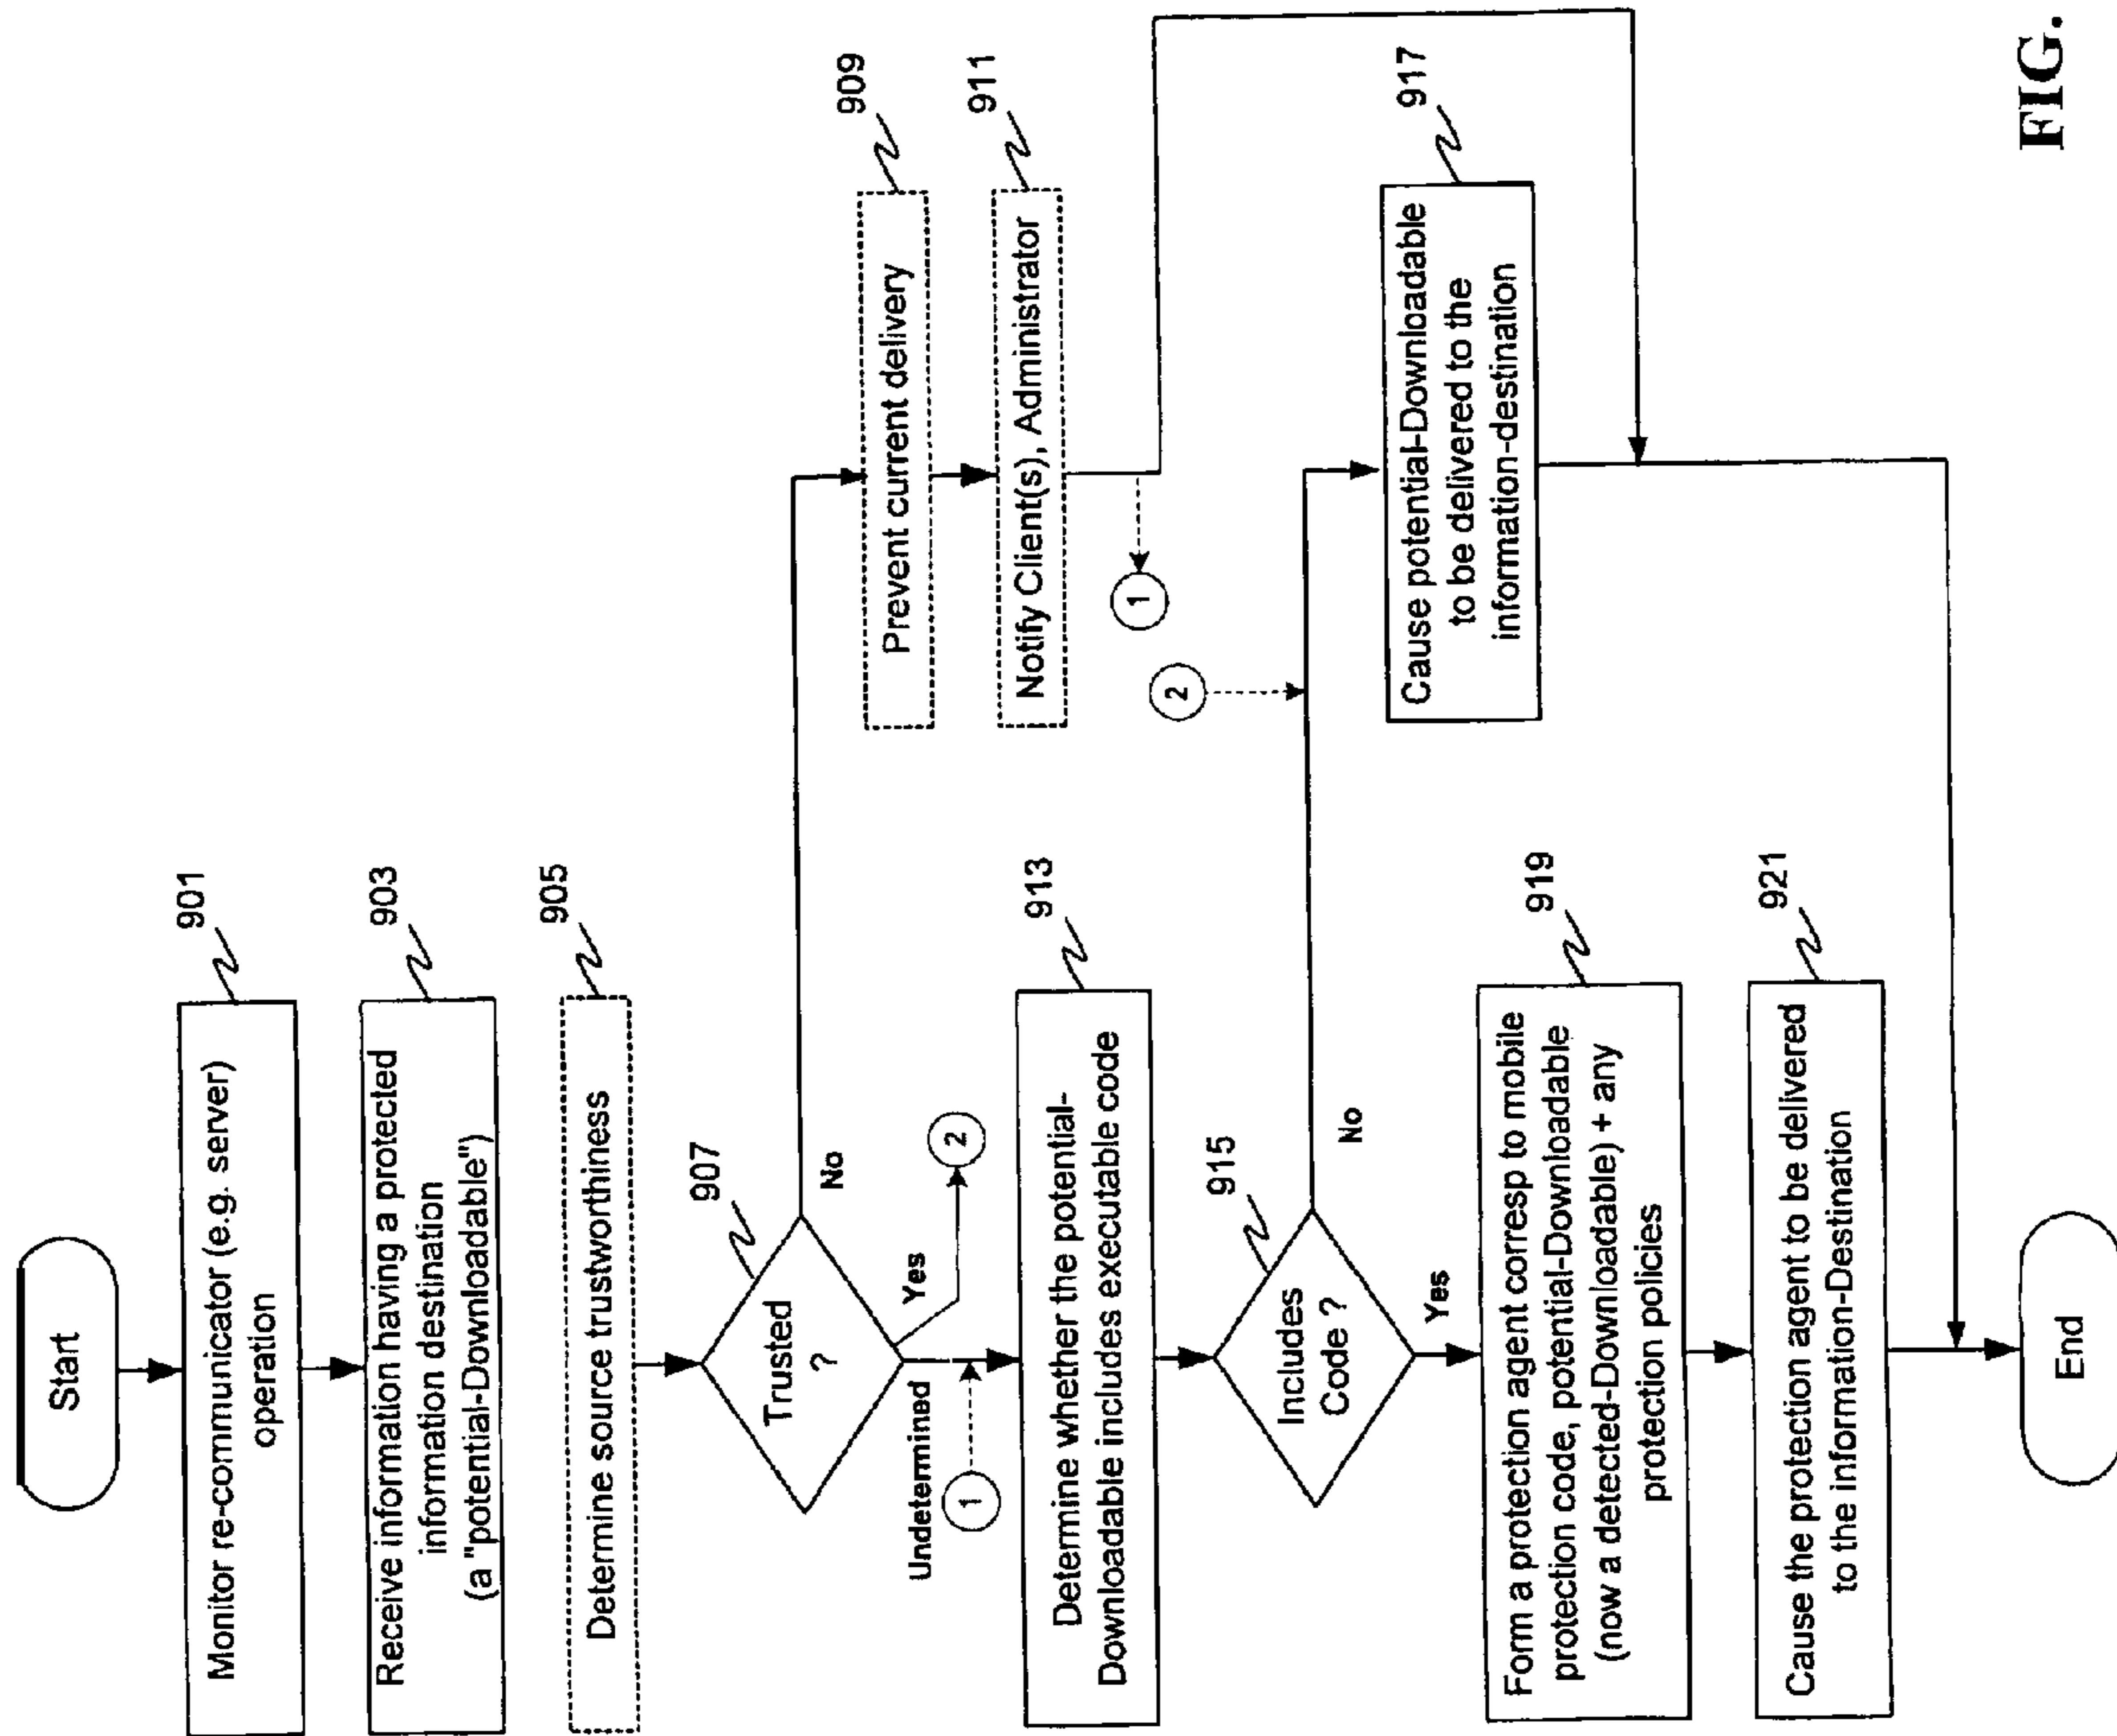 Start
901
Monitor re-communicator (e.g. server)
operation
903
Receive information having a protected
information destination
(a "potential-Downloadable")
905
Determine source trustworthiness
907
Trusted
?
No
Yes
2
Undetermined
1
909
Prevent current delivery
911
Notify Client(s), Administrator
1
913
Determine whether the potential-
Downloadable includes executable code
915
Includes
Code ?
No
Yes
2
917
Cause potential-Downloadable
to be delivered to the
information-destination
919
Form a protection agent corresp to mobile
protection code, potential-Downloadable
(now a detected-Downloadable) + any
protection policies
921
Cause the protection agent to be delivered
to the information-Destination
End
FIG.